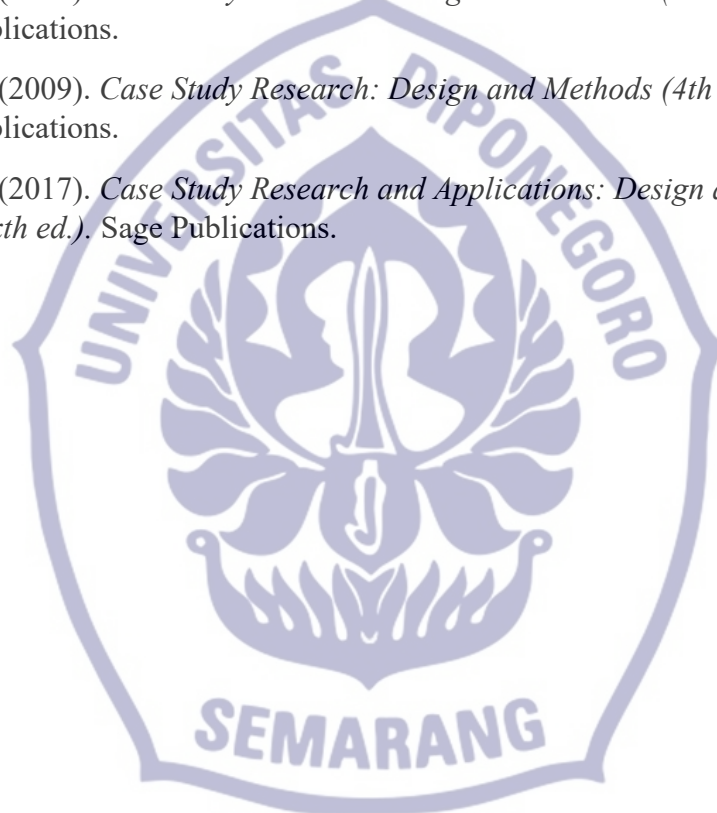 plications.
(2009). Case Study Research: Design and Methods (4th
plications.
(2017). Case Study Research and Applications: Design
th ed.). Sage Publications.
UNIVERSITAS DIPONEGORO
SEMARANG